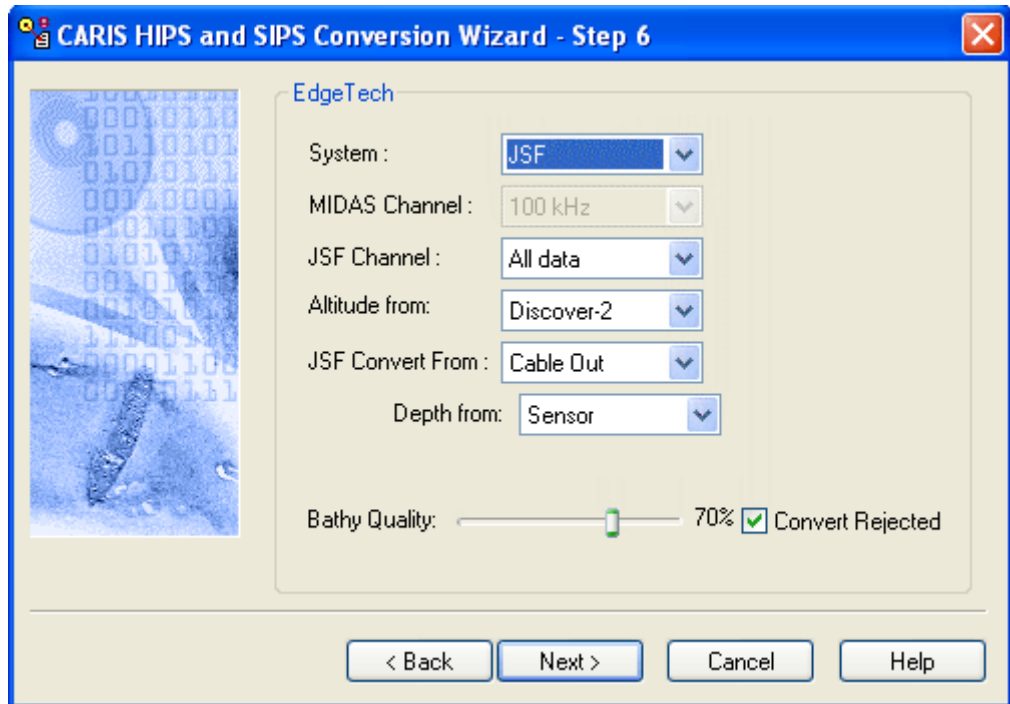 CARIS HIPS and SIPS Conversion Wizard - Step 6
EdgeTech
System : JSF
MIDAS Channel : 100 kHz
JSF Channel : All data
Altitude from: Discover-2
JSF Convert From : Cable Out
Depth from: Sensor
Bathy Quality: 70% Convert Rejected
< Back Next > Cancel Help